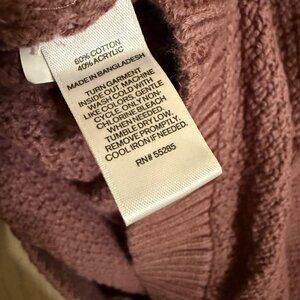 60% COTTON
40% ACRYLIC
MADE IN BANGLADESH
TURN GARMENT
INSIDE OUT. MACHINE
WASH COLD WITH
LIKE COLORS, GENTLE
CYCLE. ONLY NON-
CHLORINE BLEACH
WHEN NEEDED.
TUMBLE DRY LOW.
REMOVE PROMPTLY.
COOL IRON IF NEEDED.
RN# 55285